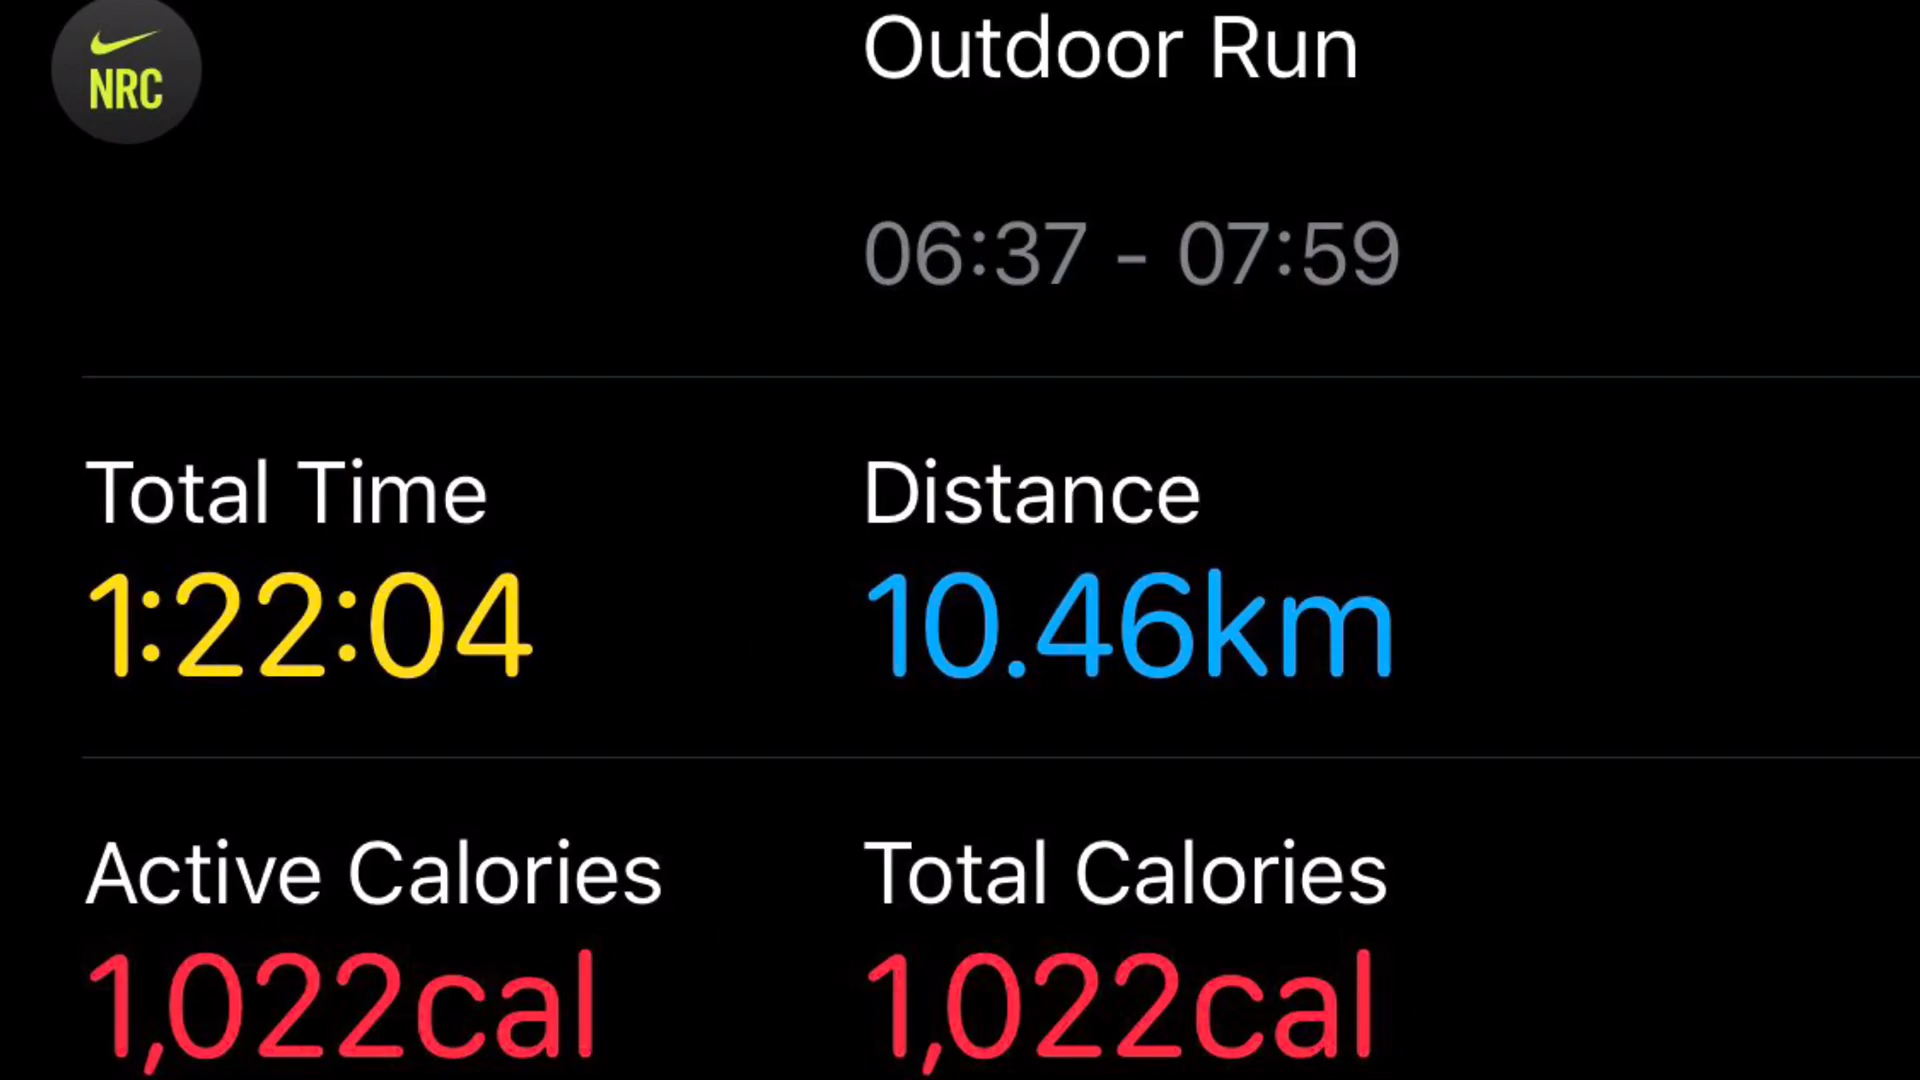 NRC
Outdoor Run
06:37 - 07:59
Total Time
Distance
1:22:04
10.46km
Active Calories
Total Calories
1,022cal
1,022cal